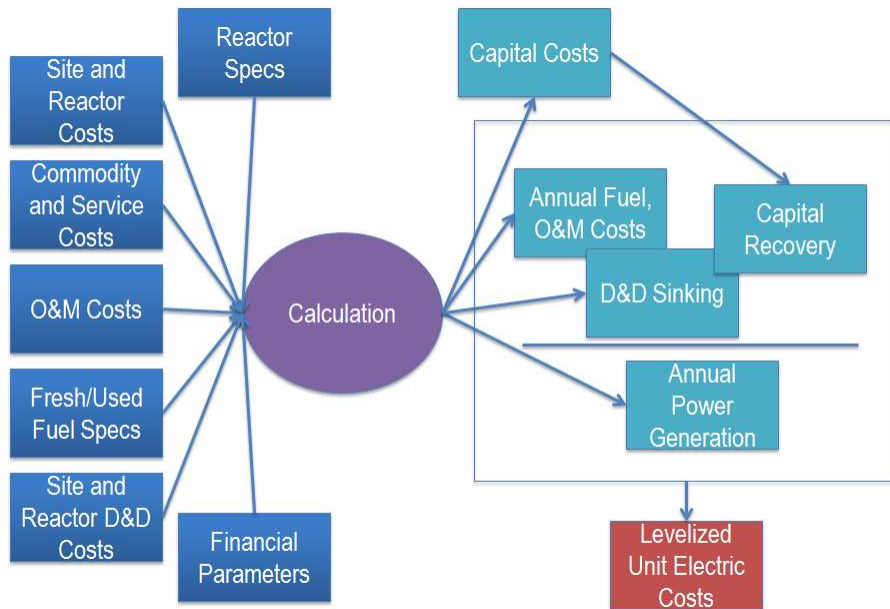 Reactor
Specs
Site and
Reactor
Costs
Commodity
and Service
Costs
O&M Costs
Fresh/Used
Fuel Specs
Site and
Reactor D&D
Costs
Financial
Parameters
Calculation
Capital Costs
Annual Fuel,
O&M Costs
Capital
Recovery
D&D Sinking
Annual
Power
Generation
Levelized
Unit Electric
Costs